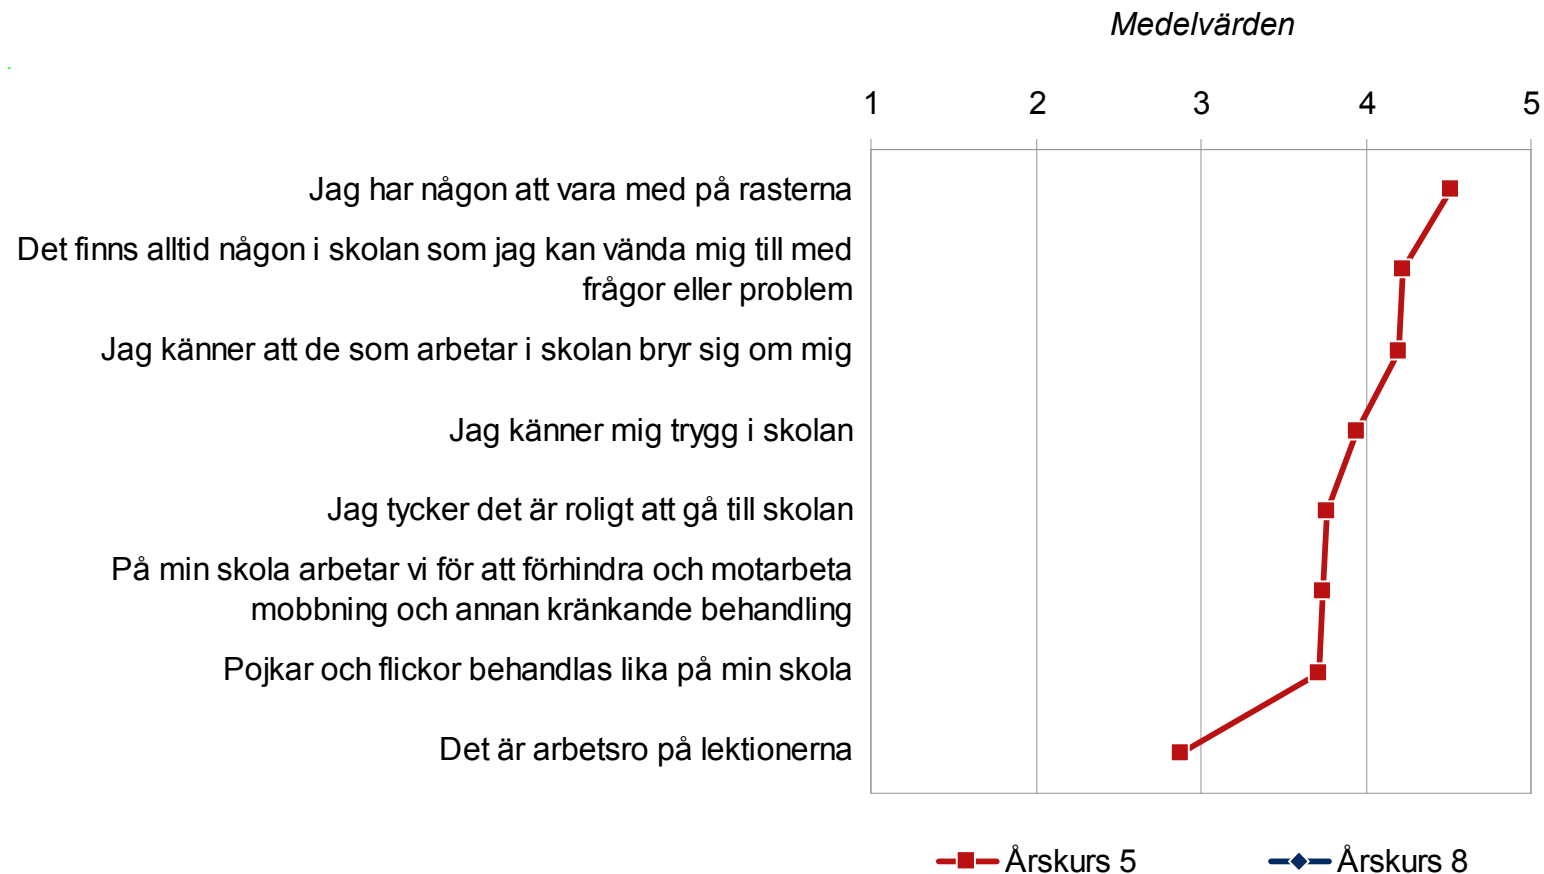 Medelvärden
1 2 3 4 5
Jag har någon att vara med på rasterna
Det finns alltid någon i skolan som jag kan vända mig till med
frågor eller problem
Jag känner att de som arbetar i skolan bryr sig om mig
Jag känner mig trygg i skolan
Jag tycker det är roligt att gå till skolan
På min skola arbetar vi för att förhindra och motarbeta
mobbning och annan kränkande behandling
Pojkar och flickor behandlas lika på min skola
Det är arbetsro på lektionerna
Årskurs 5 Årskurs 8